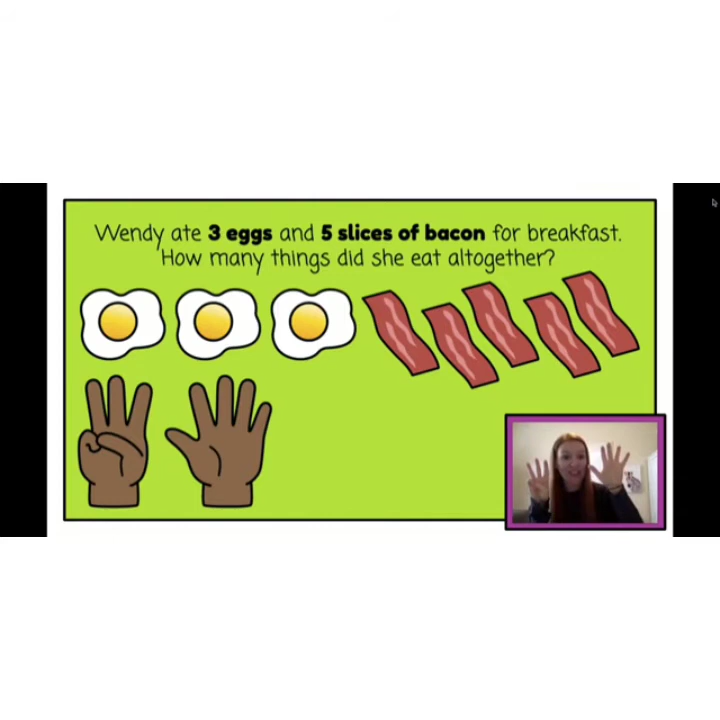 Wendy ate 3 eggs and 5 slices of bacon for breakfast.
How many things did she eat altogether?